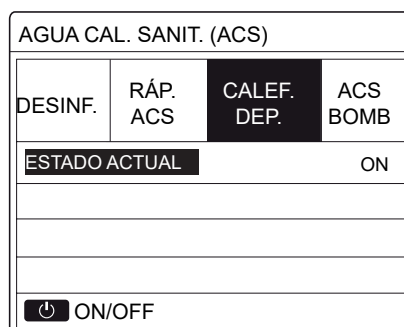 AGUA CAL. SANIT. (ACS)
DESINF.
RÁP.
ACS
CALEF.
DEP.
ACS
BOMB
ESTADO ACTUAL ON
ON/OFF